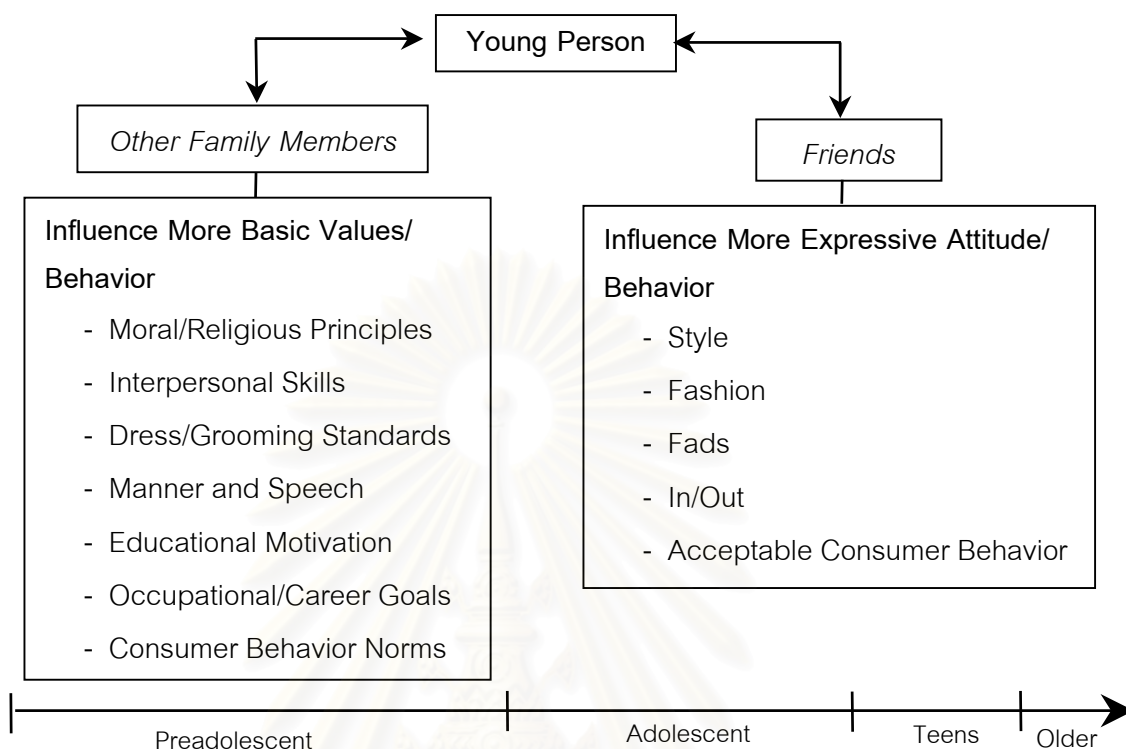 Young Person
Other Family Members
Friends
Influence More Basic Values/
Behavior
- Moral/Religious Principles
- Interpersonal Skills
- Dress/Grooming Standards
- Manner and Speech
- Educational Motivation
- Occupational/Career Goals
- Consumer Behavior Norms
Influence More Expressive Attitude/
Behavior
- Style
- Fashion
- Fads
- In/Out
- Acceptable Consumer Behavior
Preadolescent
Adolescent
Teens
Older